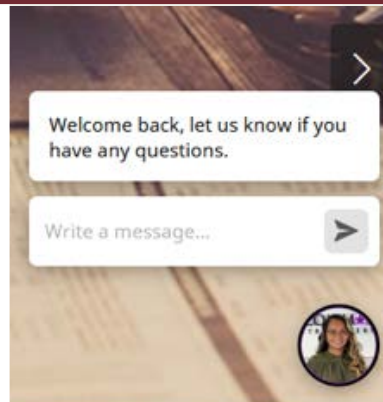 Welcome back, let us know if you
have any questions.
Write a message...